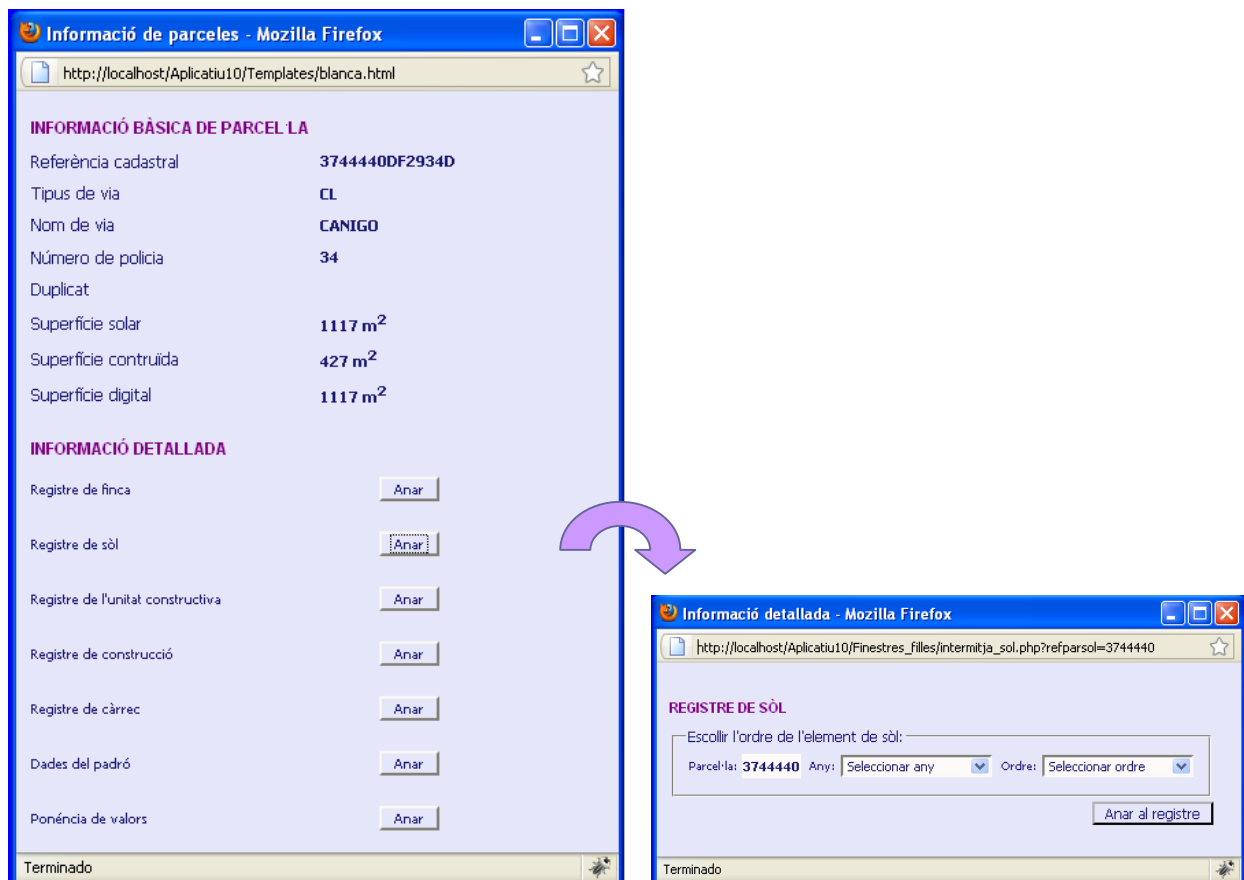 Informació de parceles - Mozilla Firefox
http://localhost/Aplicatiu10/Templates/blanca.html
INFORMACIÓ BÀSICA DE PARCEL·LA
Referència cadastral 3744440DF2934D
Tipus de via CL
Nom de via CANIGO
Número de policia 34
Duplicat
Superfície solar 1117 m²
Superfície contruïda 427 m²
Superfície digital 1117 m²
INFORMACIÓ DETALLADA
Registre de finca Anar
Registre de sòl Anar
Registre de l'unitat constructiva Anar
Registre de construcció Anar
Registre de càrrec Anar
Dades del padró Anar
Ponéncia de valors Anar
Terminado
Informació detallada - Mozilla Firefox
http://localhost/Aplicatiu10/Finestres_filles/intermitja_sol.php?refparsol=3744440
REGISTRE DE SÒL
Escollir l'ordre de l'element de sòl:
Parcel·la: 3744440 Any: Seleccionar any Ordre: Seleccionar ordre
Anar al registre
Terminado